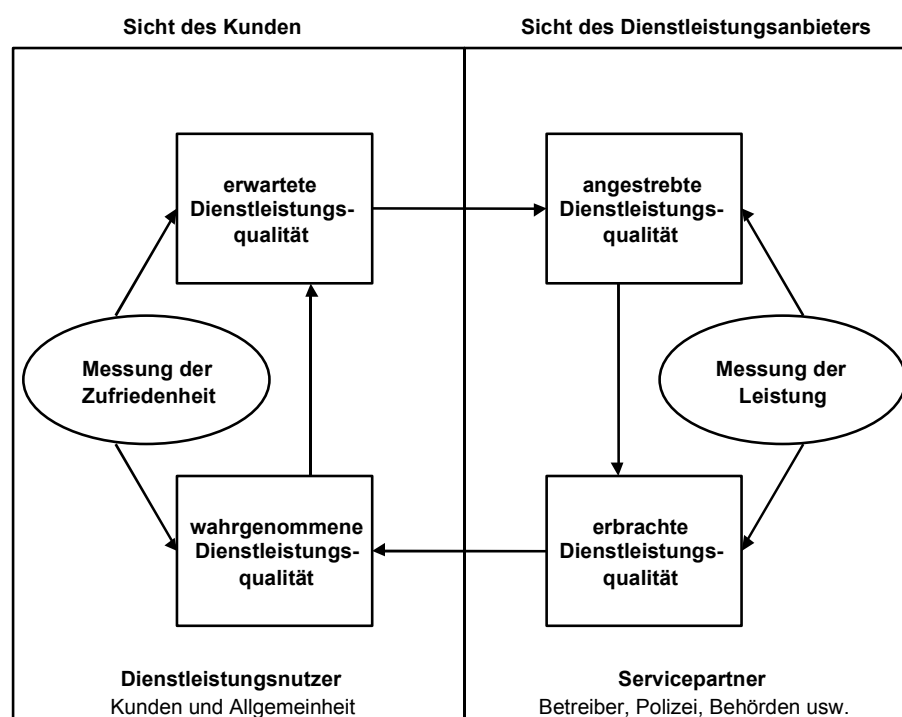 Sicht des Kunden
Sicht des Dienstleistungsanbieters
erwartete
Dienstleistungs-
qualität
angestrebte
Dienstleistungs-
qualität
Messung der
Zufriedenheit
Messung der
Leistung
wahrgenommene
Dienstleistungs-
qualität
erbrachte
Dienstleistungs-
qualität
Dienstleistungsnutzer
Kunden und Allgemeinheit
Servicepartner
Betreiber, Polizei, Behörden usw.